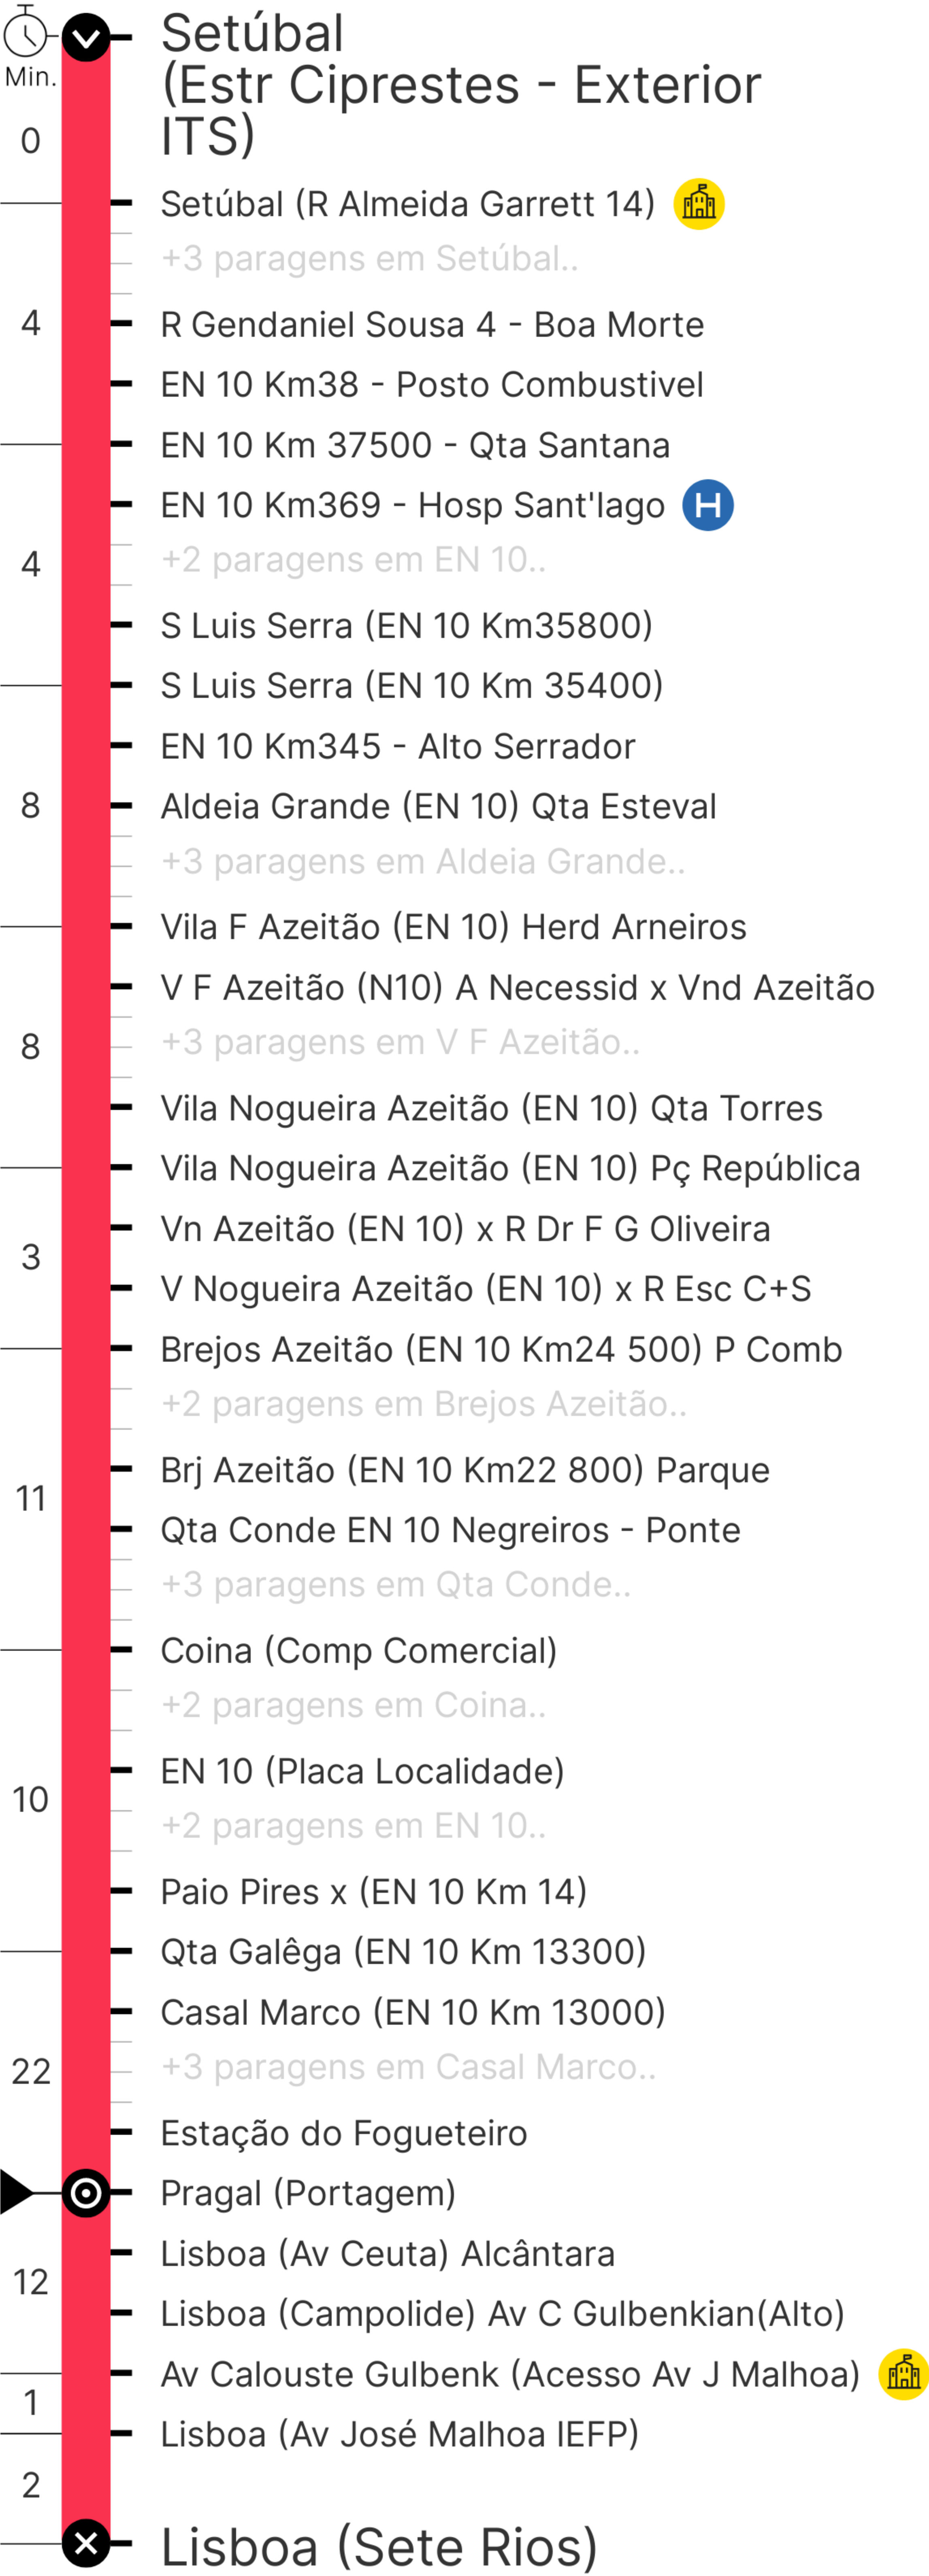 Min.
Setúbal
(Estr Ciprestes - Exterior
ITS)
0
Setúbal (R Almeida Garrett 14)
+3 paragens em Setúbal..
4
R Gendaniel Sousa 4 - Boa Morte
EN 10 Km38 - Posto Combustivel
EN 10 Km 37500 - Qta Santana
EN 10 Km369 - Hosp Sant'Iago H
+2 paragens em EN 10..
4
S Luis Serra (EN 10 Km35800)
S Luis Serra (EN 10 Km 35400)
EN 10 Km345 - Alto Serrador
8
Aldeia Grande (EN 10) Qta Esteval
+3 paragens em Aldeia Grande..
Vila F Azeitão (EN 10) Herd Arneiros
V F Azeitão (N10) A Necessid x Vnd Azeitão
8
+3 paragens em V F Azeitão..
Vila Nogueira Azeitão (EN 10) Qta Torres
Vila Nogueira Azeitão (EN 10) Pç República
Vn Azeitão (EN 10) x R Dr F G Oliveira
3
V Nogueira Azeitão (EN 10) x R Esc C+S
Brejos Azeitão (EN 10 Km24 500) P Comb
+2 paragens em Brejos Azeitão..
Brj Azeitão (EN 10 Km22 800) Parque
11
Qta Conde EN 10 Negreiros - Ponte
+3 paragens em Qta Conde..
Coina (Comp Comercial)
+2 paragens em Coina..
EN 10 (Placa Localidade)
10
+2 paragens em EN 10..
Paio Pires x (EN 10 Km 14)
Qta Galêga (EN 10 Km 13300)
Casal Marco (EN 10 Km 13000)
22
+3 paragens em Casal Marco..
Estação do Fogueteiro
Pragal (Portagem)
Lisboa (Av Ceuta) Alcântara
12
Lisboa (Campolide) Av C Gulbenkian(Alto)
Av Calouste Gulbenk (Acesso Av J Malhoa)
1
Lisboa (Av José Malhoa IEFP)
2
Lisboa (Sete Rios)